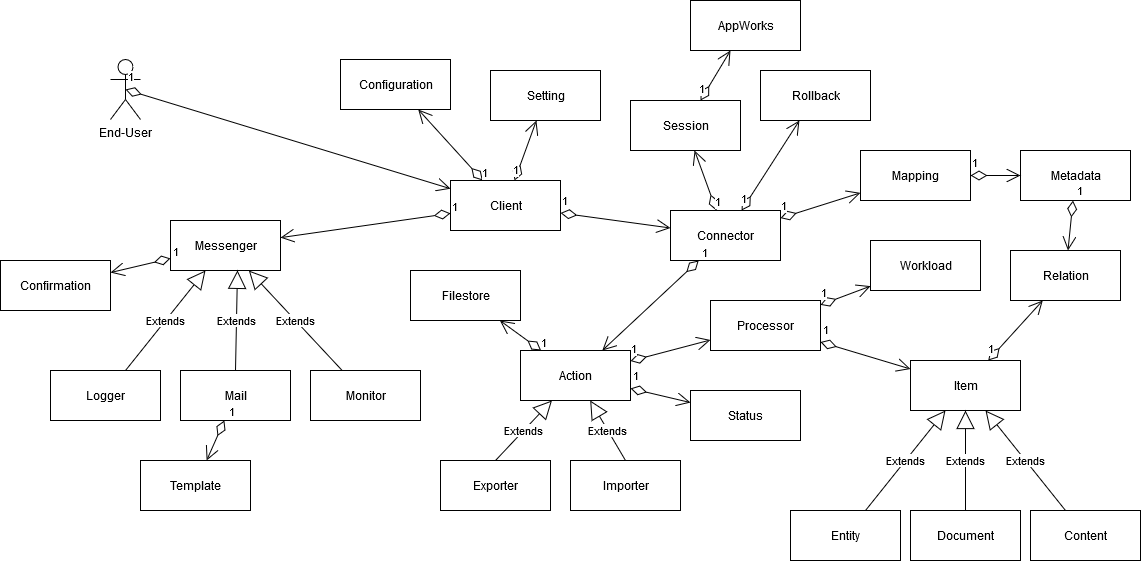 AppWorks
1
End-User
Configuration
Setting
1
Session
Rollback
1
1
Client
1
1
1
1
1
Connector
1
1
Mapping
1
Metadata
1
Messenger
1
Confirmation
Extends
Extends
Extends
Logger
Mail
1
Monitor
Template
Filestore
1
Action
1
1
Processor
1
1
Workload
Relation
Status
Extends
Extends
Exporter
Importer
1
Item
Extends
Extends
Extends
Entity
Document
Content